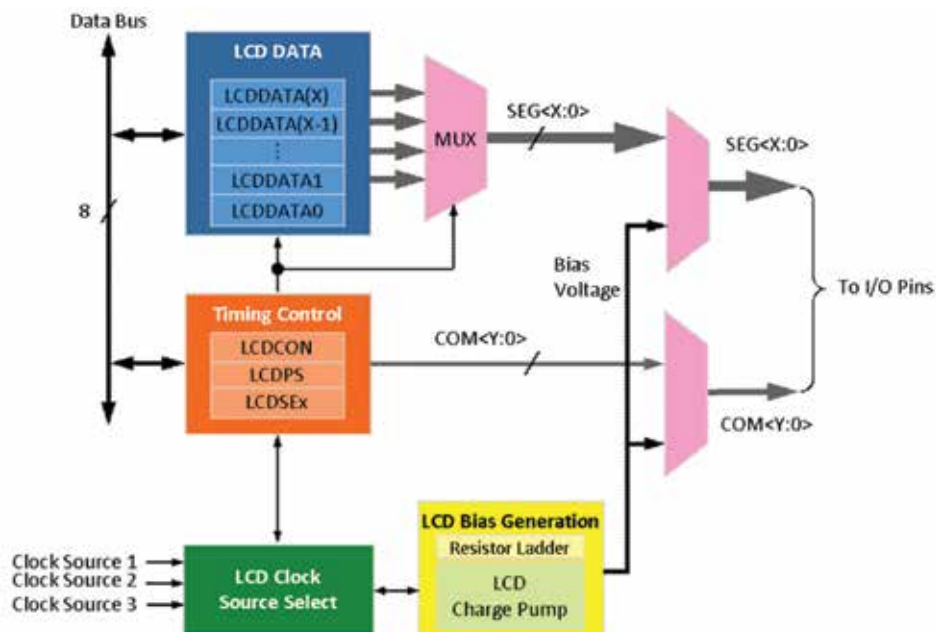 Data Bus
8
LCD DATA
LCDDATA(X)
LCDDATA(X-1)
⋮
LCDDATA1
LCDDATA0
MUX
SEG<X:0>
SEG<X:0>
Bias
Voltage
To I/O Pins
Timing Control
LCDCON
LCDPS
LCDSEx
COM<Y:0>
COM<Y:0>
LCD Bias Generation
Resistor Ladder
LCD
Charge Pump
Clock Source 1
Clock Source 2
Clock Source 3
LCD Clock
Source Select